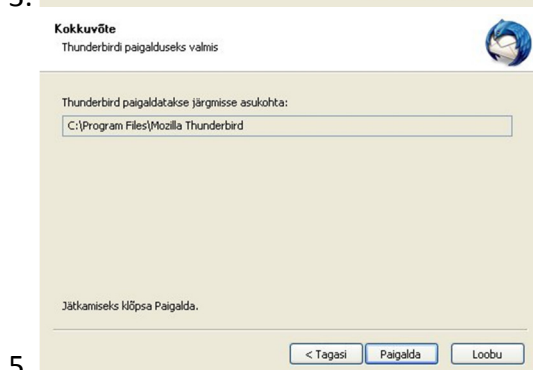 Kokkuvõte
Thunderbirdi paigalduseks valmis
Thunderbird paigaldatakse järgmisse asukohta:
C:\Program Files\Mozilla Thunderbird
Jätkamiseks klõpsa Paigalda.
< Tagasi Paigalda Loobu
5.